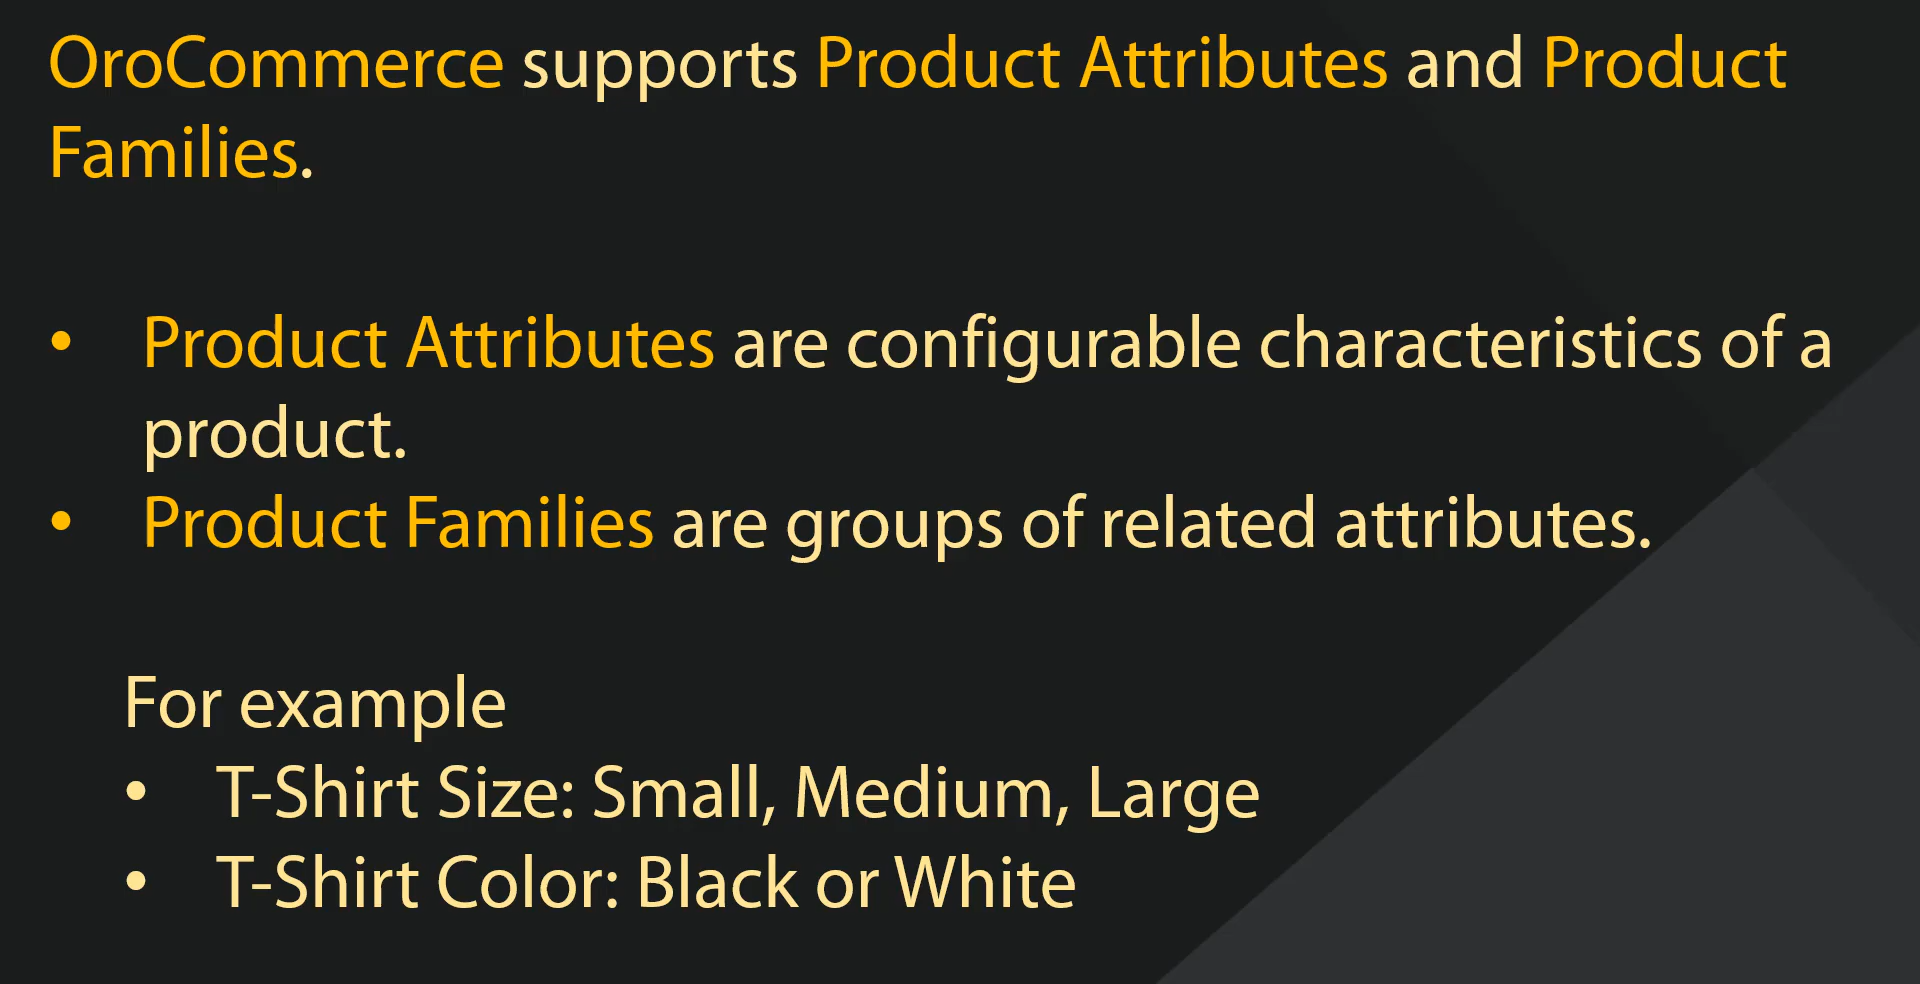 OroCommerce supports Product Attributes and Product
Families.
• Product Attributes are configurable characteristics of a
product.
• Product Families are groups of related attributes.
For example
• T-Shirt Size: Small, Medium, Large
• T-Shirt Color: Black or White